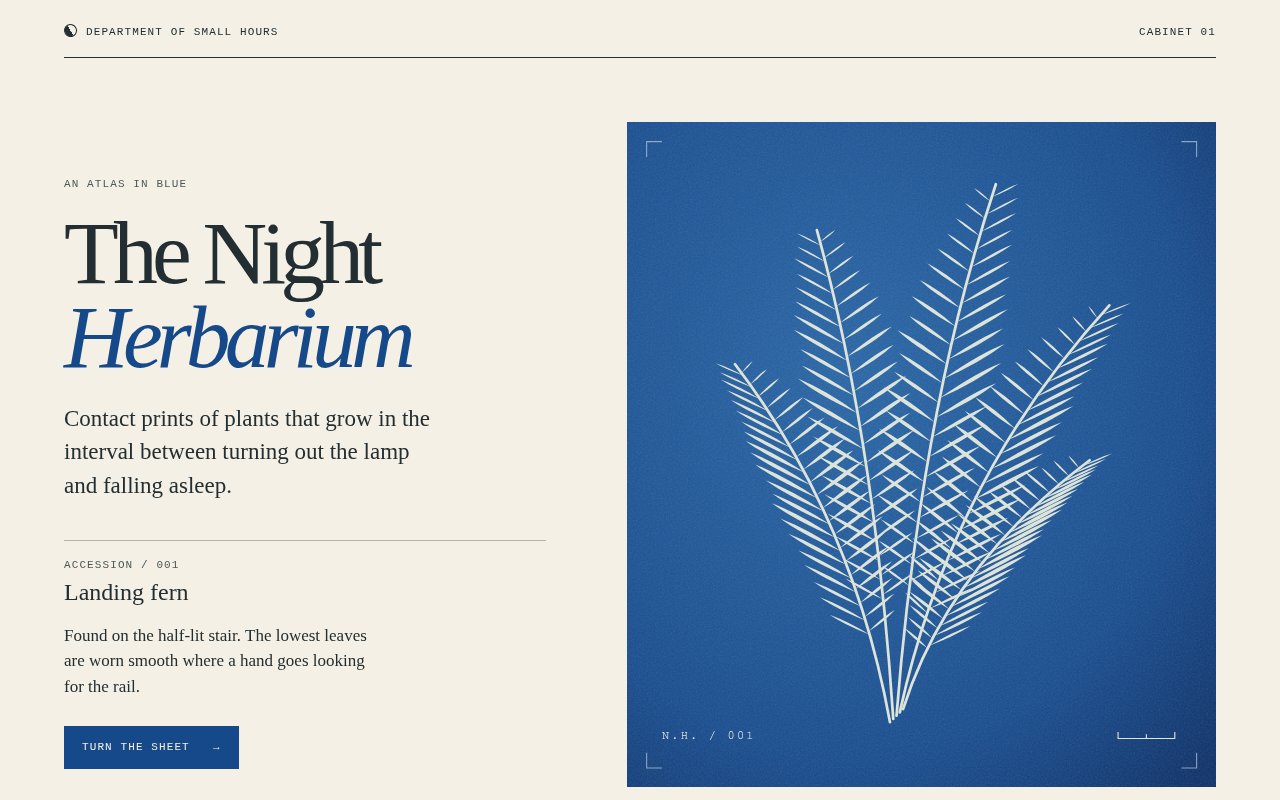 DEPARTMENT OF SMALL HOURS
CABINET 01
AN ATLAS IN BLUE
The Night
Herbarium
Contact prints of plants that grow in the
interval between turning out the lamp
and falling asleep.
ACCESSION / 001
Landing fern
Found on the half-lit stair. The lowest leaves
are worn smooth where a hand goes looking
for the rail.
TURN THE SHEET →
N.H. / 001